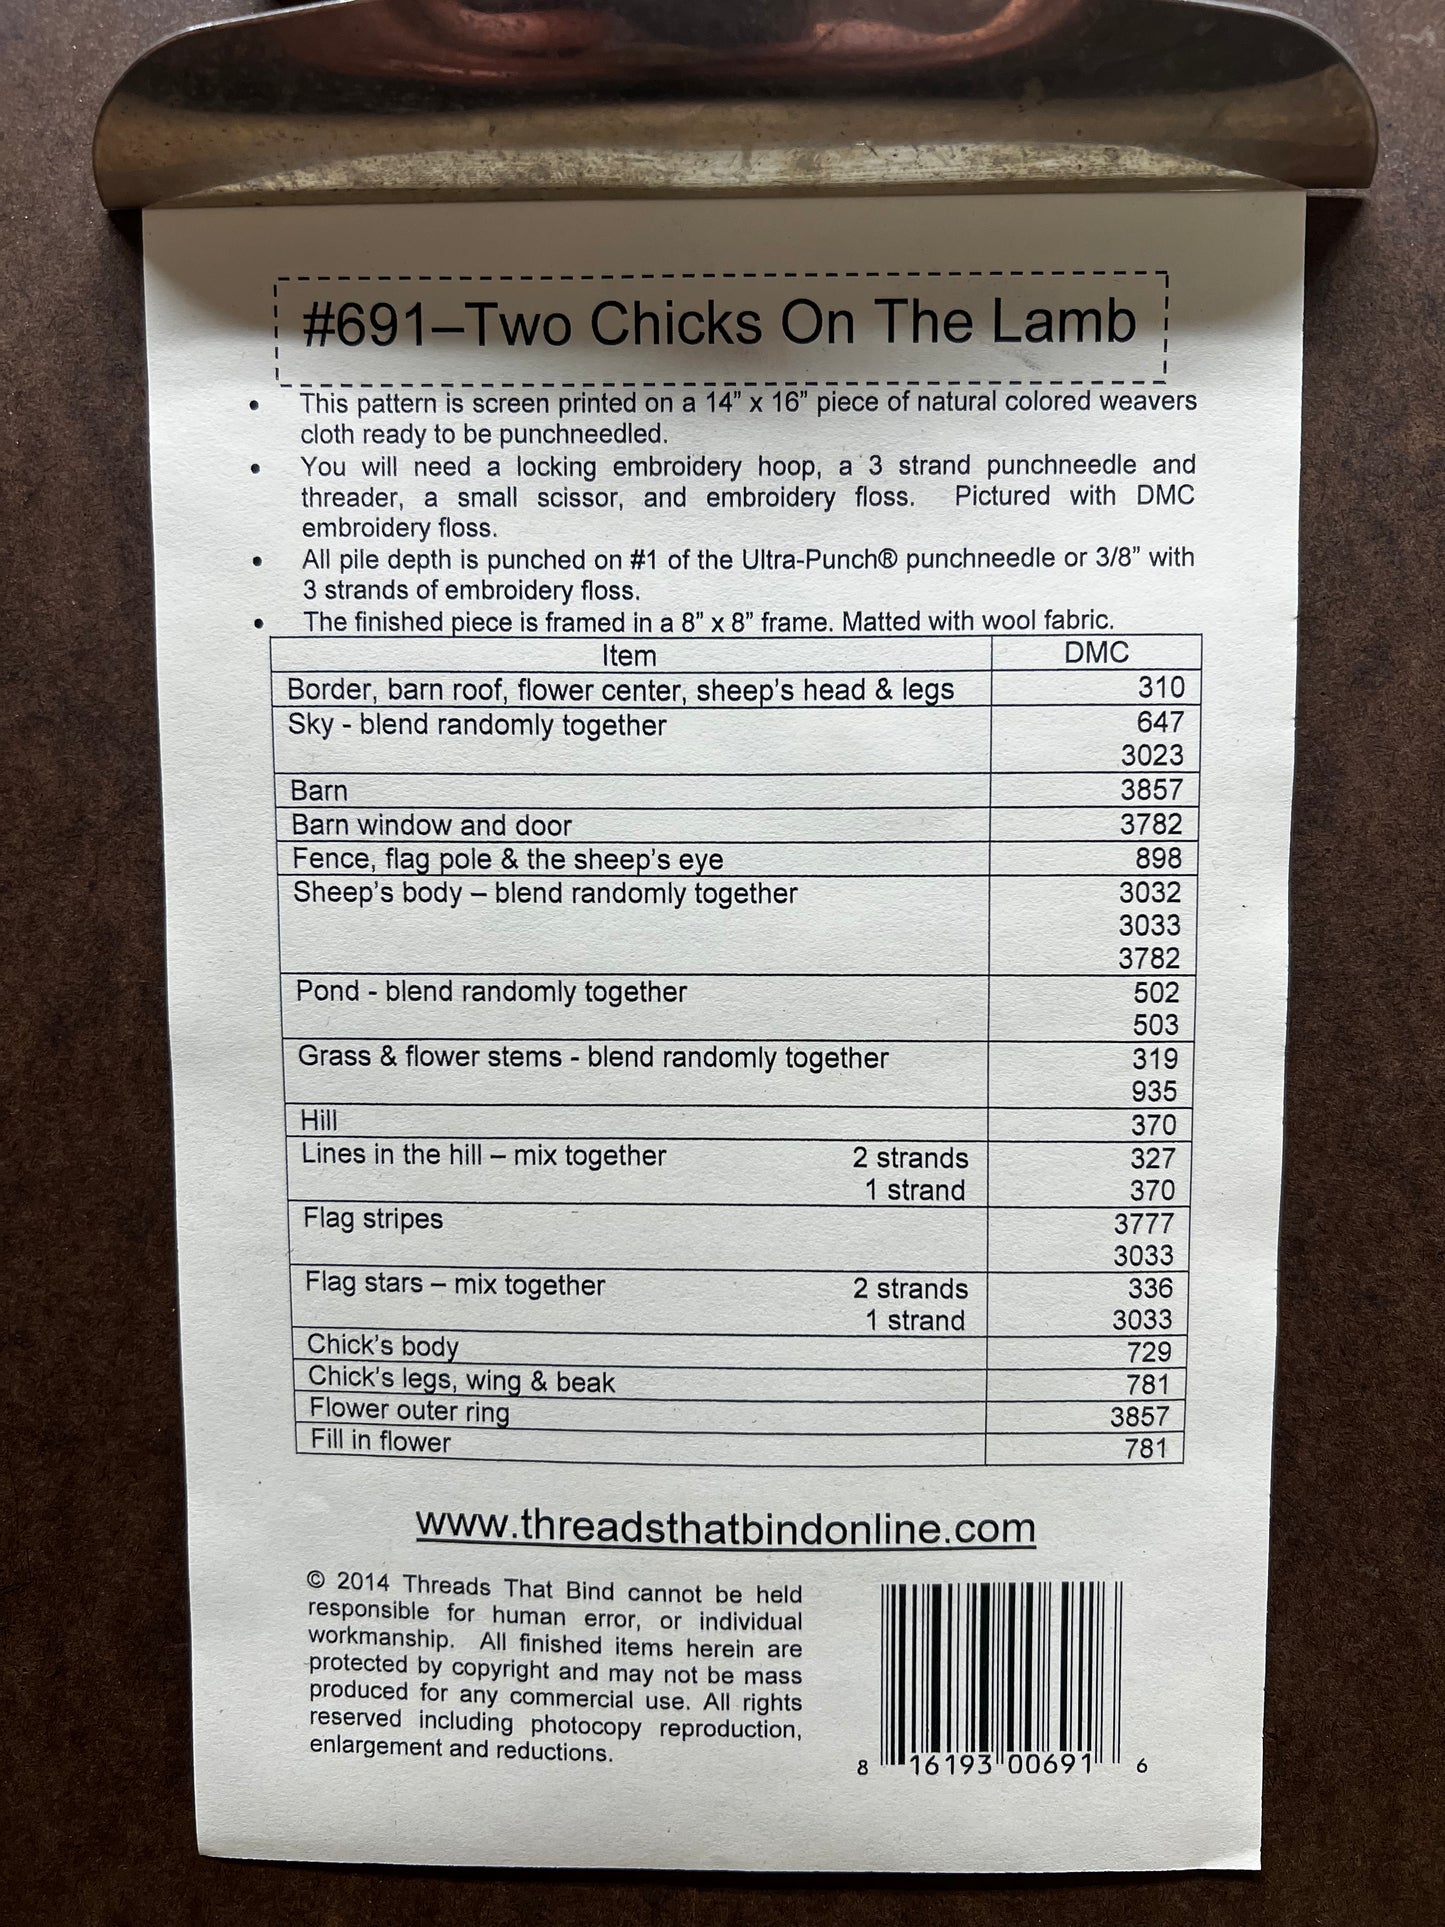 #691–Two Chicks On The Lamb
• This pattern is screen printed on a 14” x 16” piece of natural colored weavers
cloth ready to be punchneedled.
• You will need a locking embroidery hoop, a 3 strand punchneedle and
threader, a small scissor, and embroidery floss. Pictured with DMC
embroidery floss.
• All pile depth is punched on #1 of the Ultra-Punch® punchneedle or 3/8” with
3 strands of embroidery floss.
• The finished piece is framed in a 8” x 8” frame. Matted with wool fabric.
Item DMC
Border, barn roof, flower center, sheep’s head & legs 310
Sky - blend randomly together 647
3023
Barn 3857
Barn window and door 3782
Fence, flag pole & the sheep’s eye 898
Sheep’s body – blend randomly together 3032
3033
3782
Pond - blend randomly together 502
503
Grass & flower stems - blend randomly together 319
935
Hill 370
Lines in the hill – mix together 2 strands 327
1 strand 370
Flag stripes 3777
3033
Flag stars – mix together 2 strands 336
1 strand 3033
Chick’s body 729
Chick’s legs, wing & beak 781
Flower outer ring 3857
Fill in flower 781
www.threadsthatbindonline.com
© 2014 Threads That Bind cannot be held
responsible for human error, or individual
workmanship. All finished items herein are
protected by copyright and may not be mass
produced for any commercial use. All rights
reserved including photocopy reproduction,
enlargement and reductions.
8 16193 00691 6